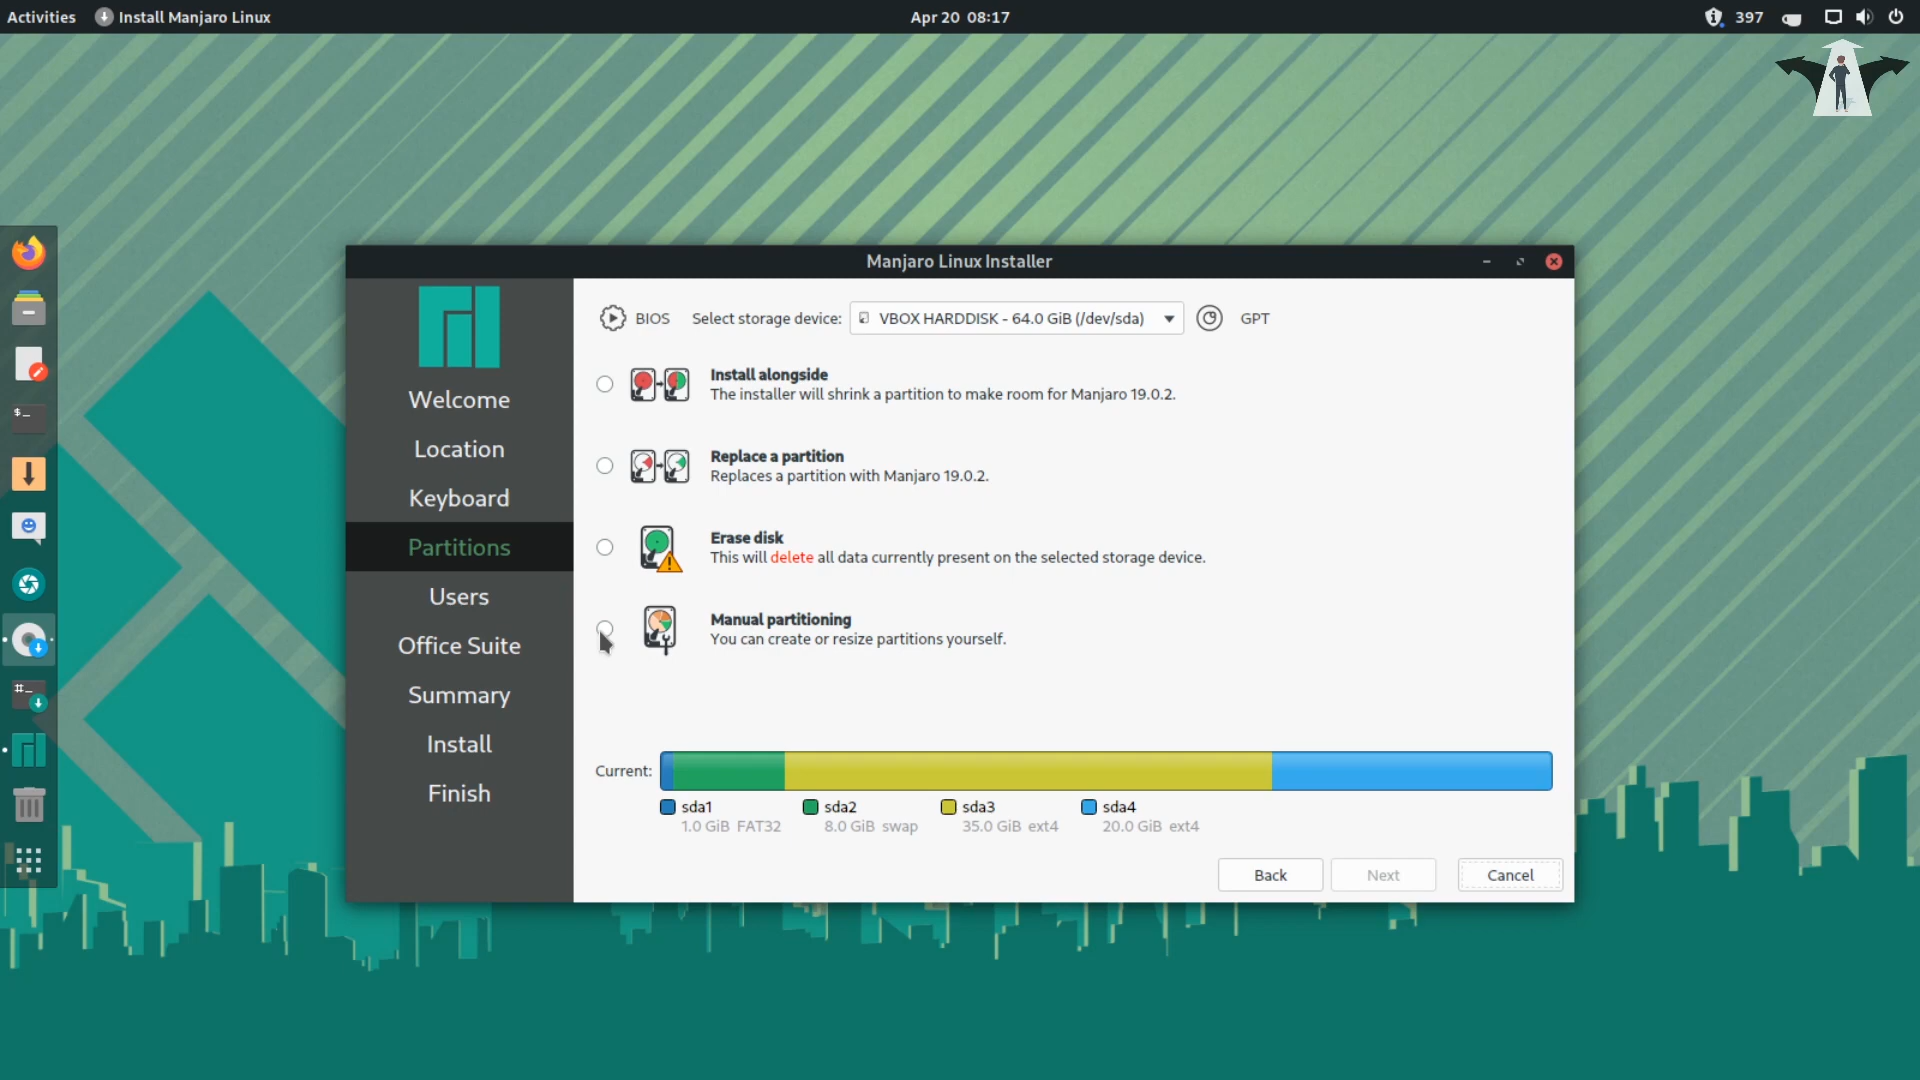 Activities
Install Manjaro Linux
Apr 20 08:17
397
Manjaro Linux Installer
BIOS
Select storage device:
VBOX HARDDISK - 64.0 GiB (/dev/sda)
GPT
Welcome
Location
Keyboard
Partitions
Users
Office Suite
Summary
Install
Finish
Install alongside
The installer will shrink a partition to make room for Manjaro 19.0.2.
Replace a partition
Replaces a partition with Manjaro 19.0.2.
Erase disk
This will delete all data currently present on the selected storage device.
Manual partitioning
You can create or resize partitions yourself.
Current:
sda1
1.0 GiB FAT32
sda2
8.0 GiB swap
sda3
35.0 GiB ext4
sda4
20.0 GiB ext4
Back
Next
Cancel